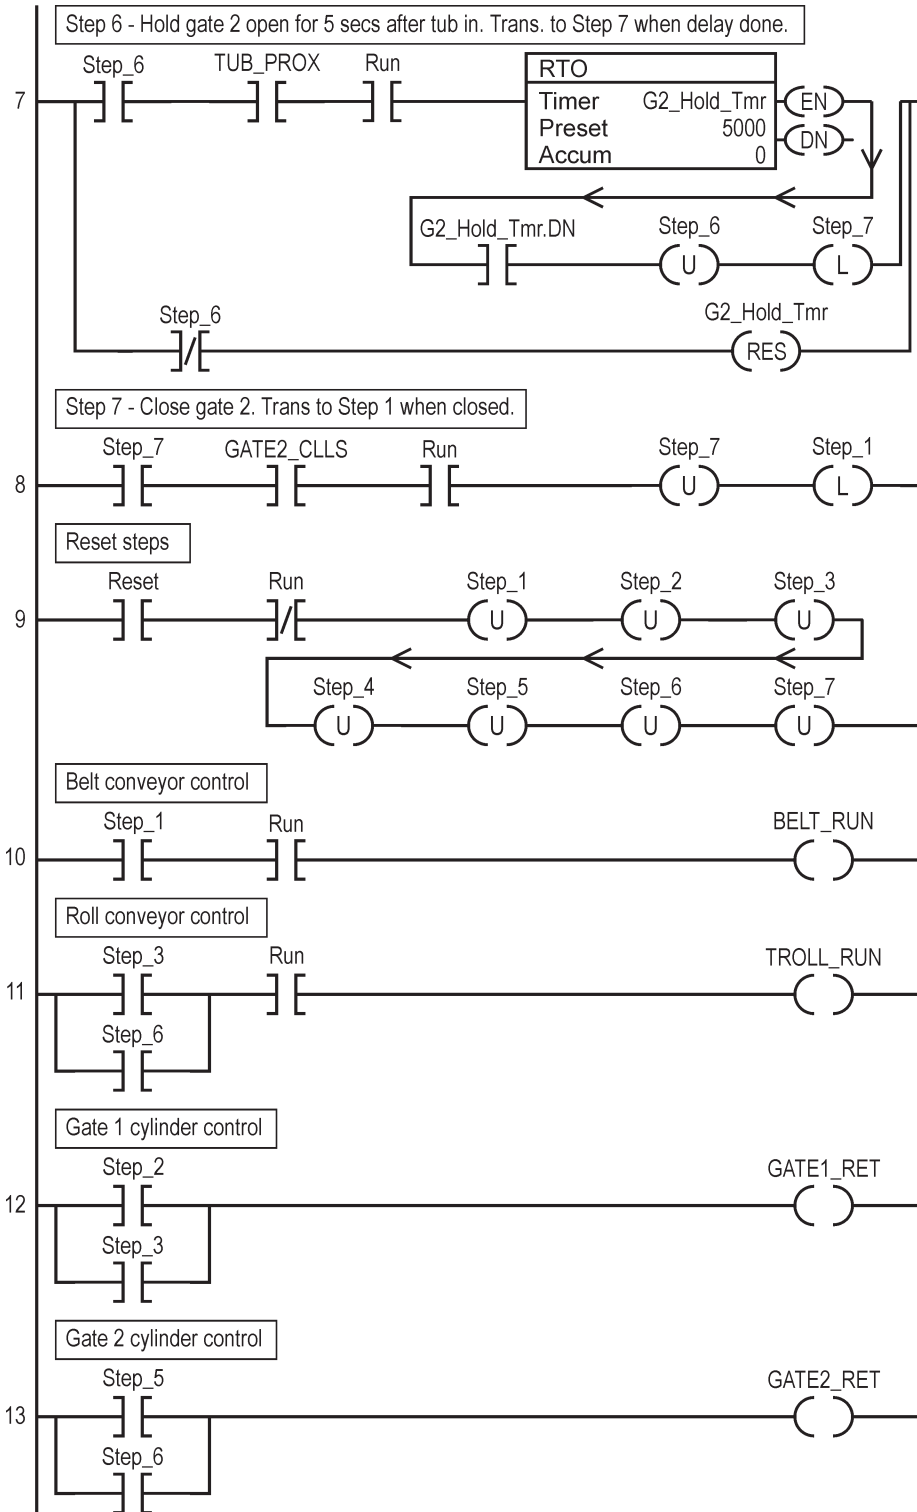 Step 6 - Hold gate 2 open for 5 secs after tub in. Trans. to Step 7 when delay done.
Step_6 TUB_PROX Run
RTO
7 Timer G2_Hold_Tmr EN
Preset 5000 DN
Accum 0
G2_Hold_Tmr.DN Step_6 Step_7
U L
Step_6 G2_Hold_Tmr
RES
Step 7 - Close gate 2. Trans to Step 1 when closed.
Step_7 GATE2_CLLS Run Step_7 Step_1
8 U L
Reset steps
Reset Run Step_1 Step_2 Step_3
9 U U U
Step_4 Step_5 Step_6 Step_7
U U U U
Belt conveyor control
Step_1 Run BELT_RUN
10
Roll conveyor control
Step_3 Run TROLL_RUN
11
Step_6
Gate 1 cylinder control
Step_2 GATE1_RET
12
Step_3
Gate 2 cylinder control
Step_5 GATE2_RET
13
Step_6